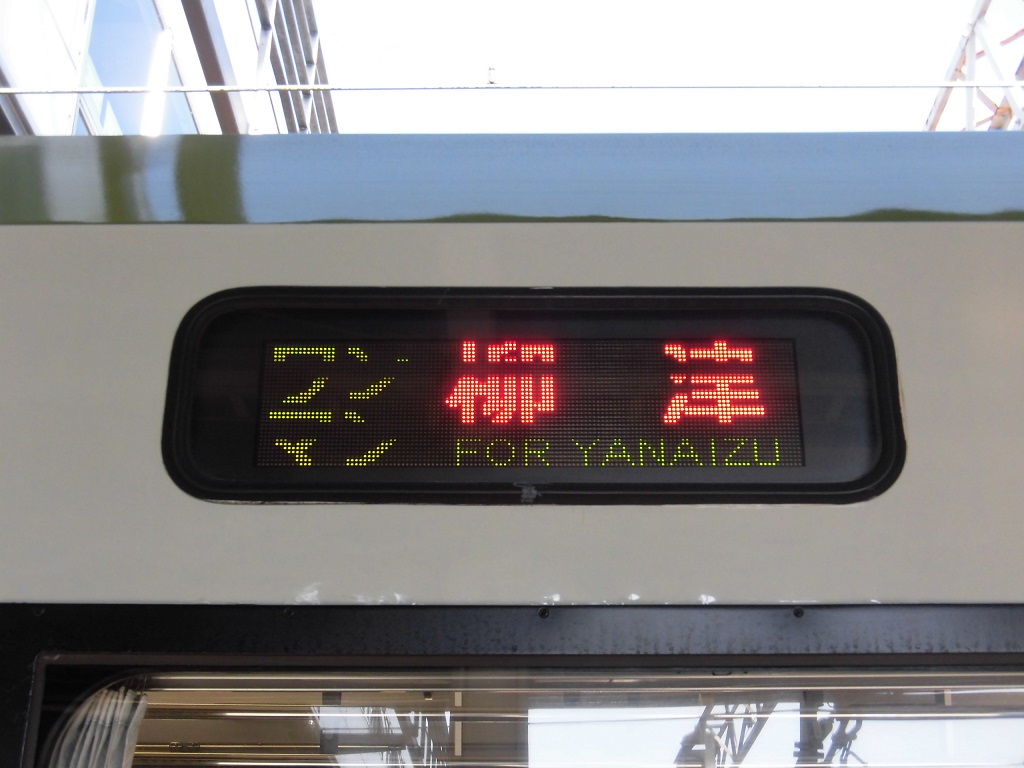 柳　津
FOR YANAIZU